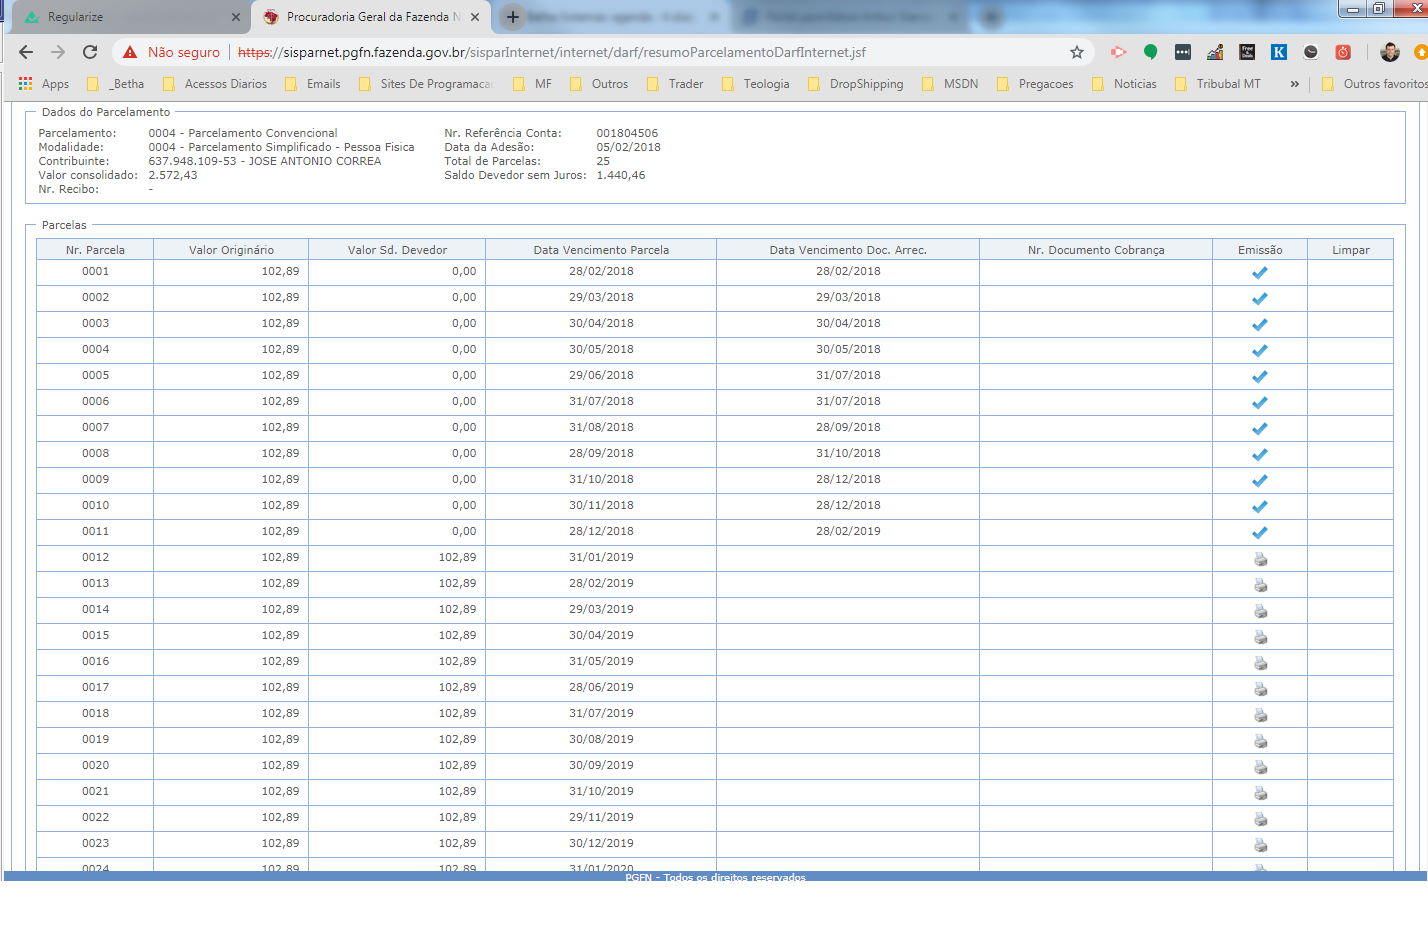 Regularize
Procuradoria Geral da Fazenda N
Não seguro
https://sisparnet.pgfn.fazenda.gov.br/sisparInternet/internet/darf/resumoParcelamentoDarfInternet.jsf
Apps _Betha Acessos Diarios Emails Sites De Programaca MF Outros Trader Teologia DropShipping MSDN Pregacoes Noticias Tribubal MT » Outros favoritos
Dados do Parcelamento
Parcelamento: 0004 - Parcelamento Convencional Nr. Referência Conta: 001804506
Modalidade: 0004 - Parcelamento Simplificado - Pessoa Fisica Data da Adesão: 05/02/2018
Contribuinte: 637.948.109-53 - JOSE ANTONIO CORREA Total de Parcelas: 25
Valor consolidado: 2.572,43 Saldo Devedor sem Juros: 1.440,46
Nr. Recibo: -
Parcelas
Nr. Parcela Valor Originário Valor Sd. Devedor Data Vencimento Parcela Data Vencimento Doc. Arrec. Nr. Documento Cobrança Emissão Limpar
0001 102,89 0,00 28/02/2018 28/02/2018
0002 102,89 0,00 29/03/2018 29/03/2018
0003 102,89 0,00 30/04/2018 30/04/2018
0004 102,89 0,00 30/05/2018 30/05/2018
0005 102,89 0,00 29/06/2018 31/07/2018
0006 102,89 0,00 31/07/2018 31/07/2018
0007 102,89 0,00 31/08/2018 28/09/2018
0008 102,89 0,00 28/09/2018 31/10/2018
0009 102,89 0,00 31/10/2018 28/12/2018
0010 102,89 0,00 30/11/2018 28/12/2018
0011 102,89 0,00 28/12/2018 28/02/2019
0012 102,89 102,89 31/01/2019
0013 102,89 102,89 28/02/2019
0014 102,89 102,89 29/03/2019
0015 102,89 102,89 30/04/2019
0016 102,89 102,89 31/05/2019
0017 102,89 102,89 28/06/2019
0018 102,89 102,89 31/07/2019
0019 102,89 102,89 30/08/2019
0020 102,89 102,89 30/09/2019
0021 102,89 102,89 31/10/2019
0022 102,89 102,89 29/11/2019
0023 102,89 102,89 30/12/2019
0024 102,89 102,89 31/01/2020
PGFN - Todos os direitos reservados